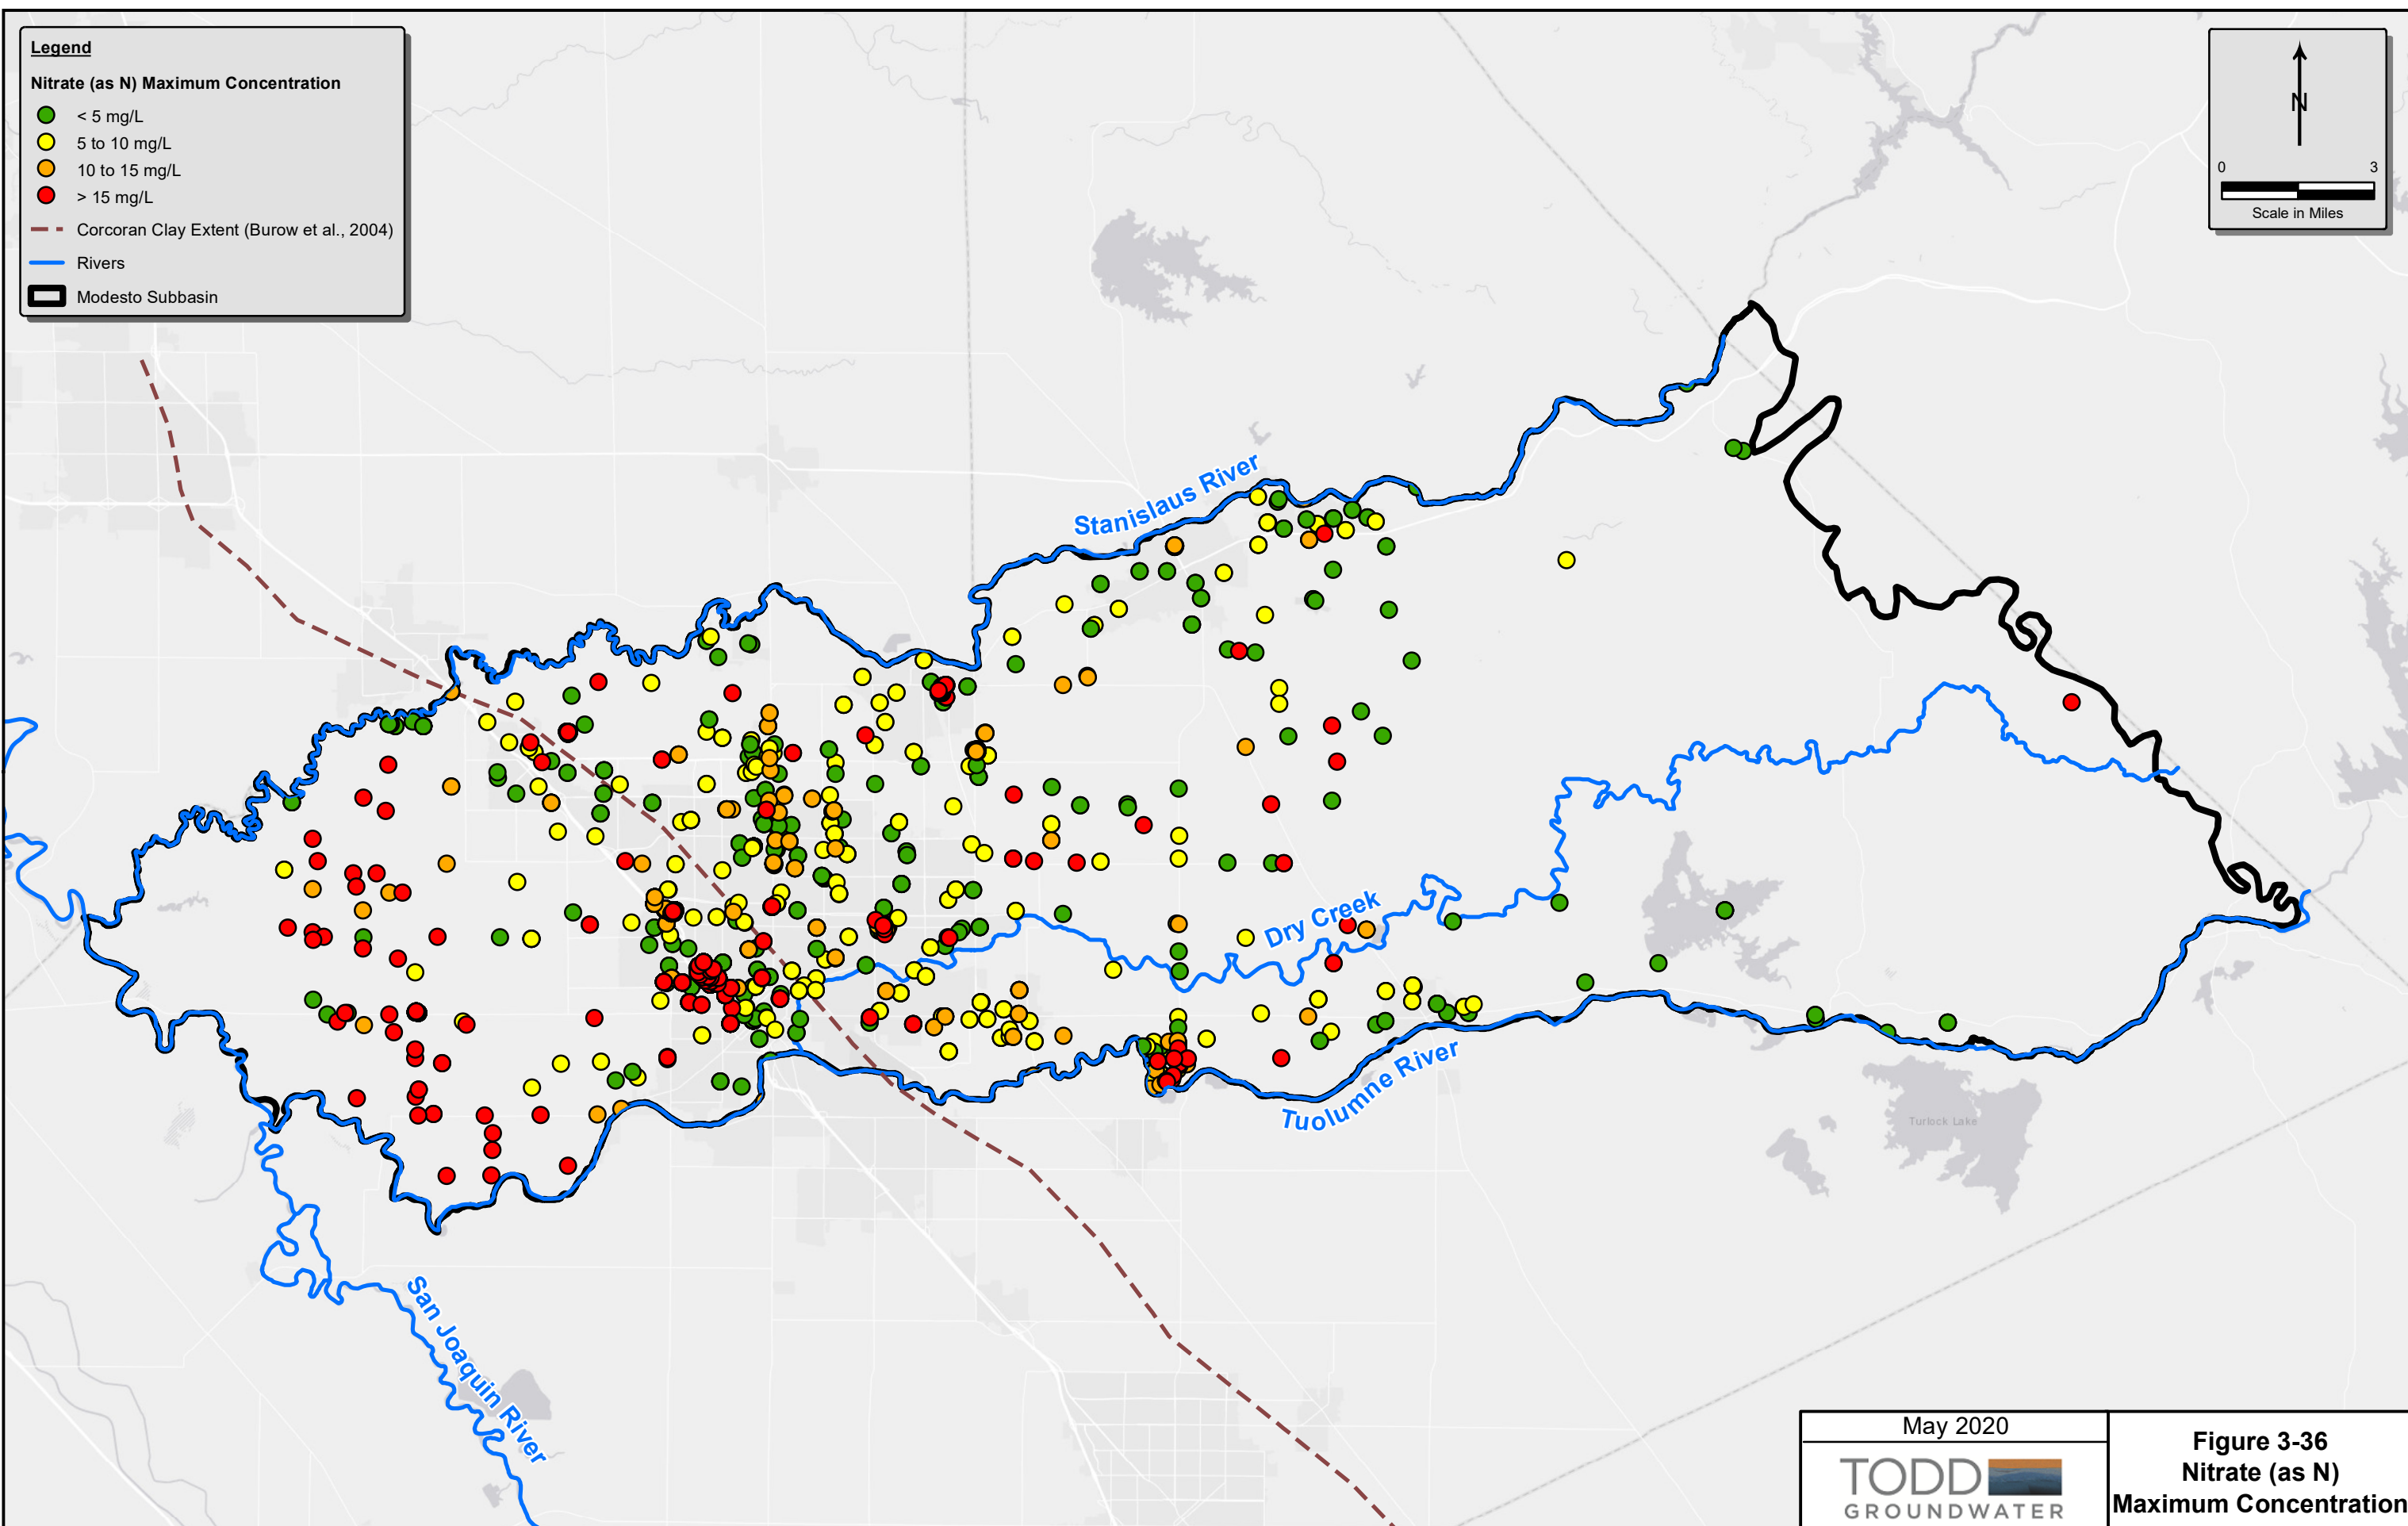 Legend
Nitrate (as N) Maximum Concentration
< 5 mg/L
5 to 10 mg/L
10 to 15 mg/L
> 15 mg/L
Corcoran Clay Extent (Burow et al., 2004)
Rivers
Modesto Subbasin
N
0 3
Scale in Miles
Stanislaus River
Dry Creek
Tuolumne River
Turlock Lake
San Joaquin River
May 2020
TODD
GROUNDWATER
Figure 3-36
Nitrate (as N)
Maximum Concentration